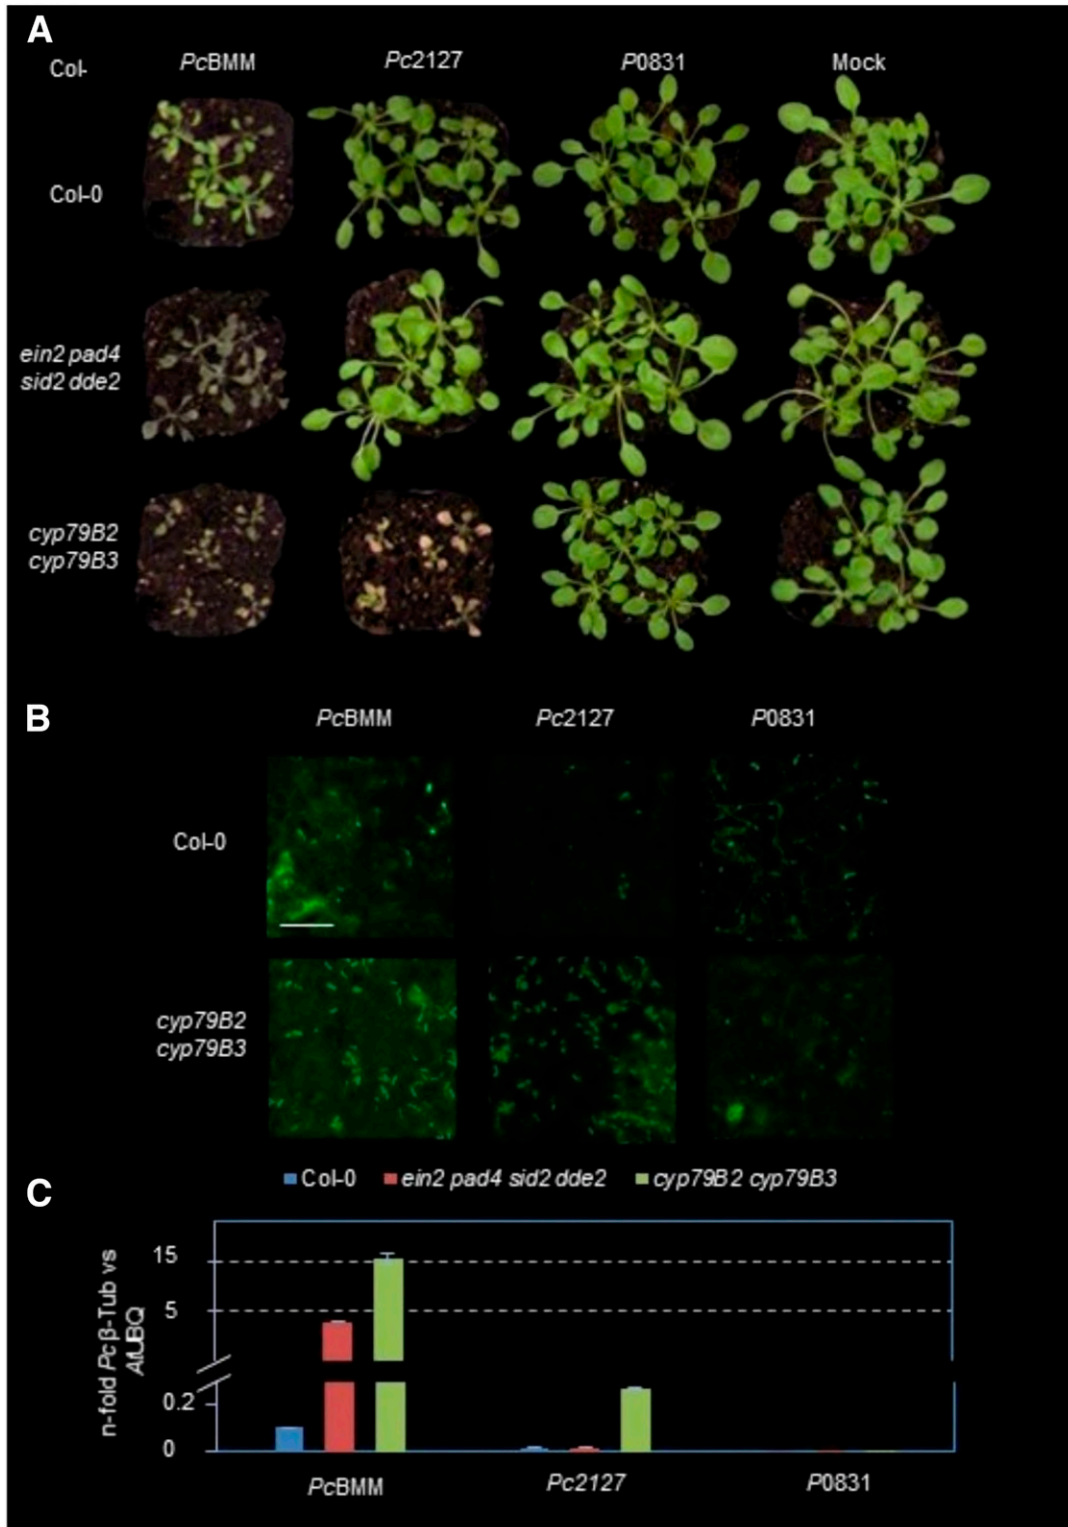 A
Col-
PcBMM
Pc2127
P0831
Mock
Col-0
ein2 pad4
sid2 dde2
cyp79B2
cyp79B3
B
PcBMM
Pc2127
P0831
Col-0
cyp79B2
cyp79B3
C
Col-0
ein2 pad4 sid2 dde2
cyp79B2 cyp79B3
n-fold Pc β-Tub vs
AtUBQ
15
5
0.2
0
PcBMM
Pc2127
P0831